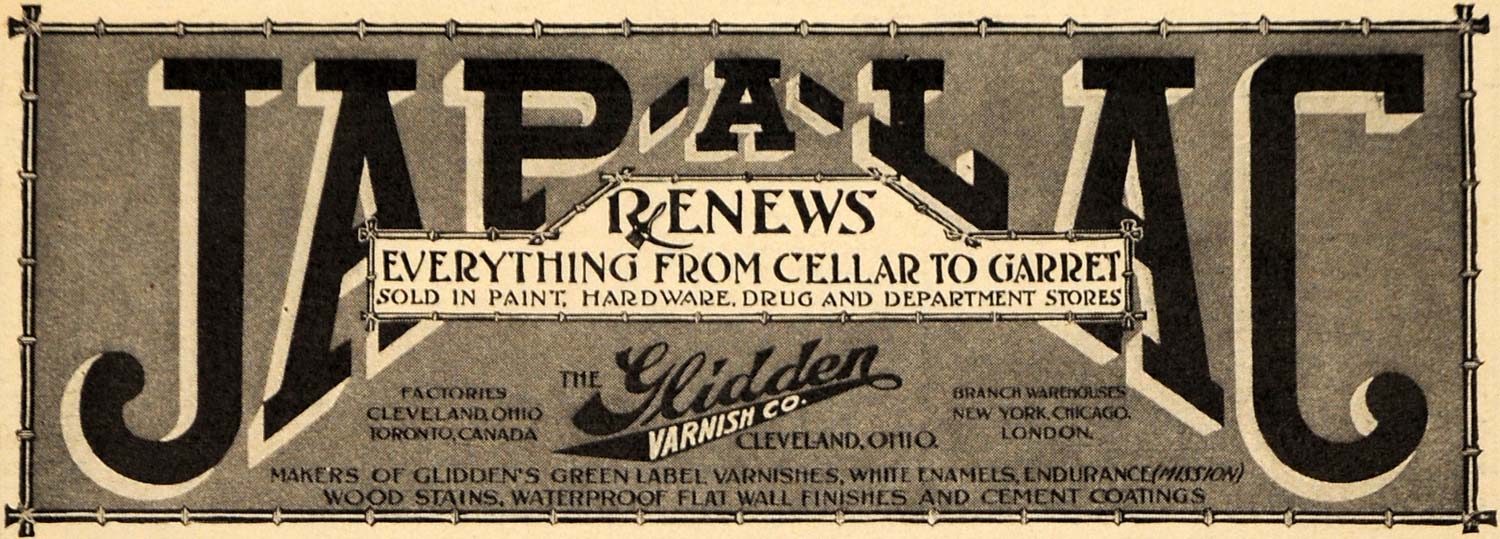 JAP-A-LAC
RENEWS
EVERYTHING FROM CELLAR TO GARRET
SOLD IN PAINT, HARDWARE, DRUG AND DEPARTMENT STORES
FACTORIES
CLEVELAND, OHIO
TORONTO, CANADA
THE Glidden
VARNISH CO.
CLEVELAND, OHIO.
BRANCH WAREHOUSES
NEW YORK, CHICAGO,
LONDON.
MAKERS OF GLIDDEN'S GREEN LABEL VARNISHES, WHITE ENAMELS, ENDURANCE (MISSION)
WOOD STAINS, WATERPROOF FLAT WALL FINISHES AND CEMENT COATINGS